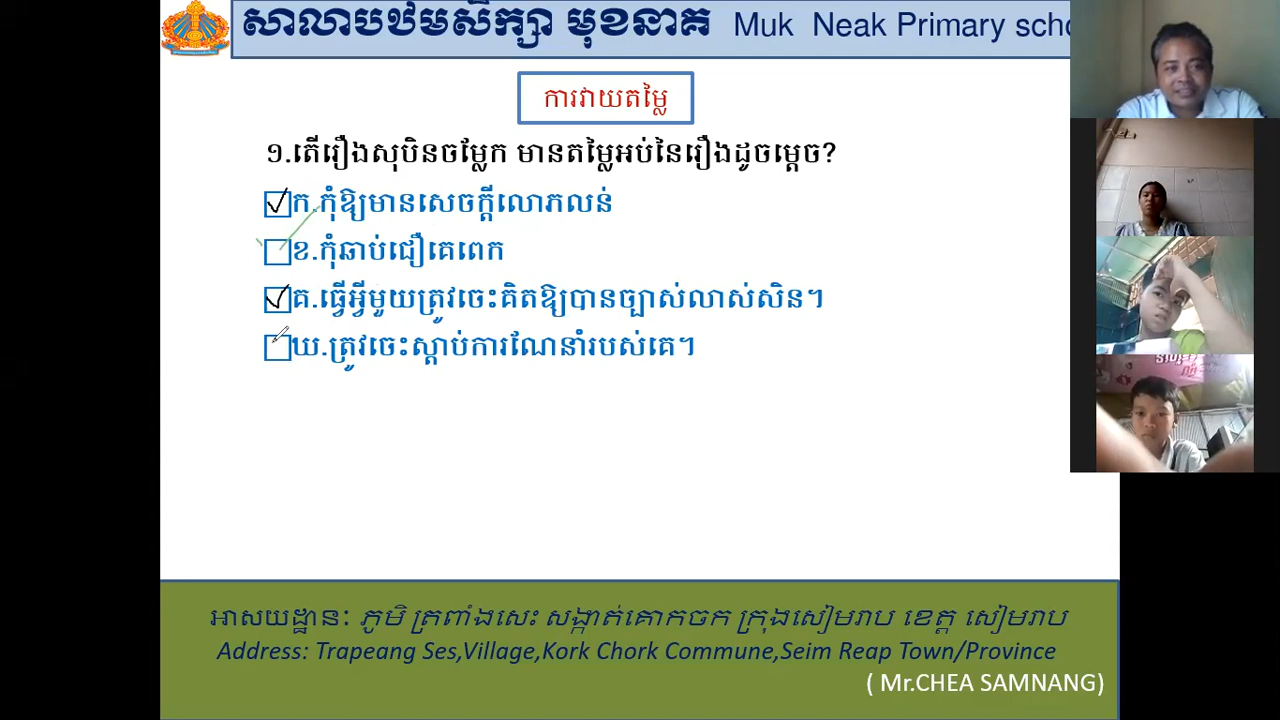 សាលាបឋមសិក្សា មុខនាគ Muk Neak Primary scho
ការវាយតម្លៃ
១.តើរឿងសុបិនចម្លែក មានតម្លៃអប់នៃរឿងដូចម្ដេច?
ក.កុំឱ្យមានសេចក្ដីលោភលន់
ខ.កុំឆាប់ជឿគេពេក
គ.ធ្វើអ្វីមួយត្រូវចេះគិតឱ្យបានច្បាស់លាស់សិន។
ឃ.ត្រូវចេះស្ដាប់ការណែនាំរបស់គេ។
អាសយដ្ឋាន: ភូមិ ត្រពាំងសេះ សង្កាត់គោកចក ក្រុងសៀមរាប ខេត្ត សៀមរាប
Address: Trapeang Ses,Village,Kork Chork Commune,Seim Reap Town/Province
( Mr.CHEA SAMNANG)